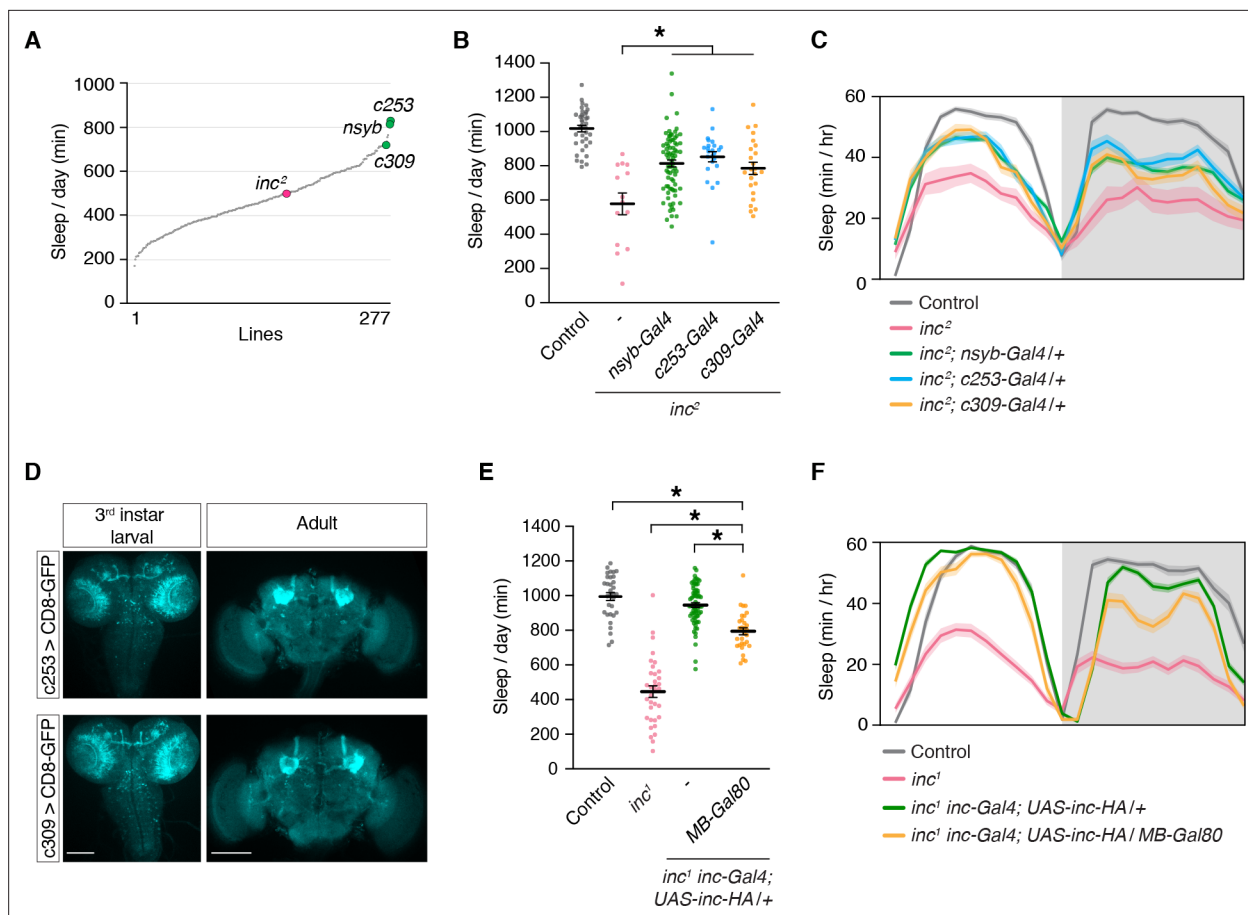 A
Sleep / day (min)
1000
800
600
400
200
0
c253
nsyb
c309
inc²
1
277
Lines
B
Sleep / day (min)
1400
1200
1000
800
600
400
200
0
*
Control
-
nsyb-Gal4
c253-Gal4
c309-Gal4
inc²
C
Sleep (min / hr)
60
40
20
0
Control
inc²
inc²; nsyb-Gal4/+
inc²; c253-Gal4/+
inc²; c309-Gal4/+
D
3rd instar
larval
Adult
c253 > CD8-GFP
c309 > CD8-GFP
E
Sleep / day (min)
1400
1200
1000
800
600
400
200
0
*
*
*
Control
inc¹
-
MB-Gal80
inc¹ inc-Gal4;
UAS-inc-HA/+
F
Sleep (min / hr)
60
40
20
0
Control
inc¹
inc¹ inc-Gal4; UAS-inc-HA/+
inc¹ inc-Gal4; UAS-inc-HA/ MB-Gal80